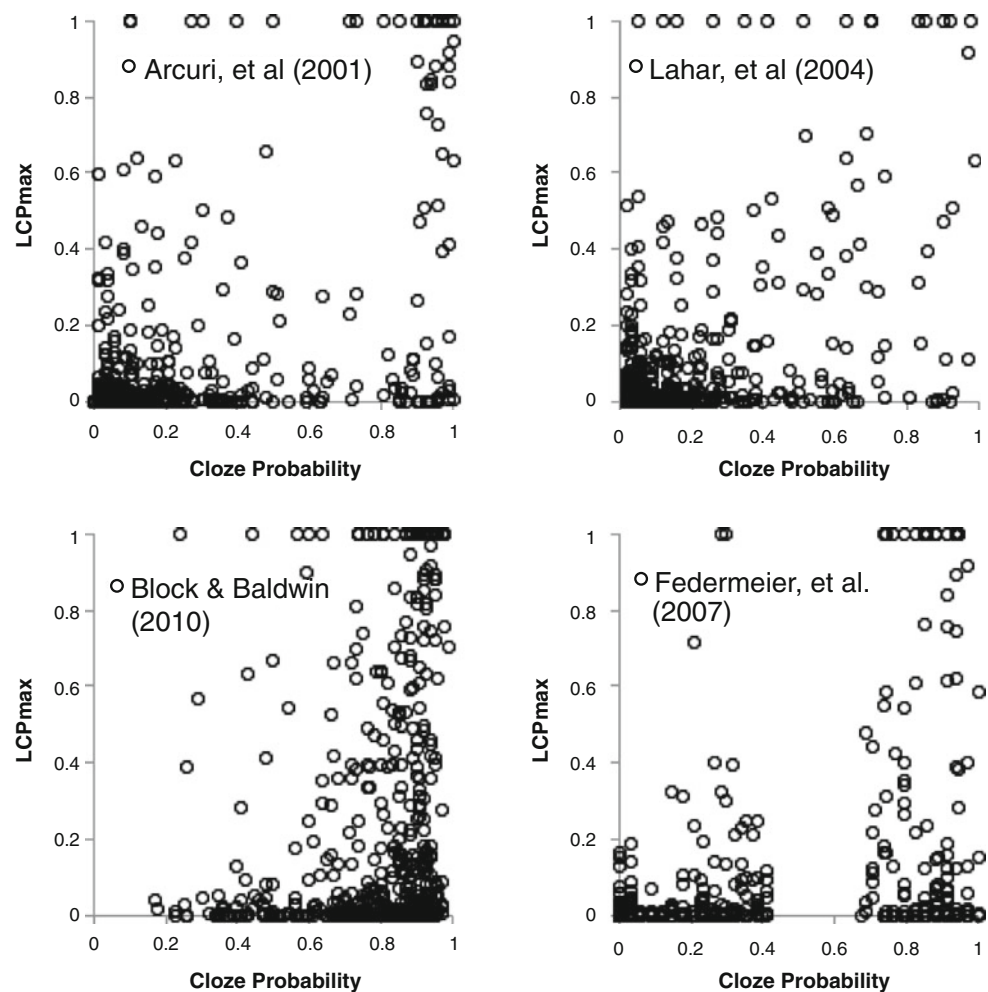 1
0.8
0.6
0.4
0.2
0
LCPmax
Arcuri, et al (2001)
0 0.2 0.4 0.6 0.8 1
Cloze Probability
1
0.8
0.6
0.4
0.2
0
LCPmax
Lahar, et al (2004)
0 0.2 0.4 0.6 0.8 1
Cloze Probability
1
0.8
0.6
0.4
0.2
0
LCPmax
Block & Baldwin
(2010)
0 0.2 0.4 0.6 0.8 1
Cloze Probability
1
0.8
0.6
0.4
0.2
0
LCPmax
Federmeier, et al.
(2007)
0 0.2 0.4 0.6 0.8 1
Cloze Probability